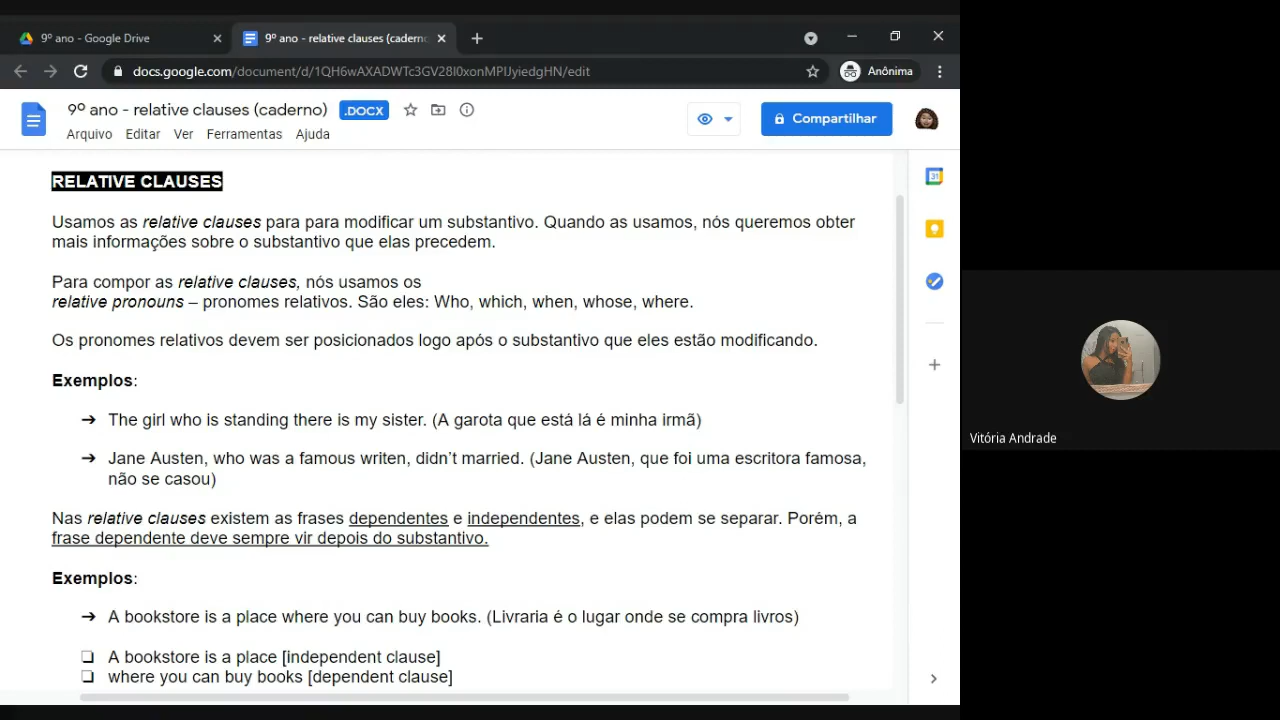 9º ano - Google Drive
9º ano - relative clauses (caderno
docs.google.com/document/d/1QH6wAXADWTc3GV28I0xonMPIJyiedgHN/edit
Anônima
9º ano - relative clauses (caderno)
.DOCX
Compartilhar
Arquivo Editar Ver Ferramentas Ajuda
31
RELATIVE CLAUSES
Usamos as relative clauses para para modificar um substantivo. Quando as usamos, nós queremos obter
mais informações sobre o substantivo que elas precedem.
Para compor as relative clauses, nós usamos os
relative pronouns – pronomes relativos. São eles: Who, which, when, whose, where.
Os pronomes relativos devem ser posicionados logo após o substantivo que eles estão modificando.
Exemplos:
➔ The girl who is standing there is my sister. (A garota que está lá é minha irmã)
➔ Jane Austen, who was a famous writen, didn’t married. (Jane Austen, que foi uma escritora famosa,
não se casou)
Nas relative clauses existem as frases dependentes e independentes, e elas podem se separar. Porém, a
frase dependente deve sempre vir depois do substantivo.
Exemplos:
➔ A bookstore is a place where you can buy books. (Livraria é o lugar onde se compra livros)
❏ A bookstore is a place [independent clause]
❏ where you can buy books [dependent clause]
Vitória Andrade